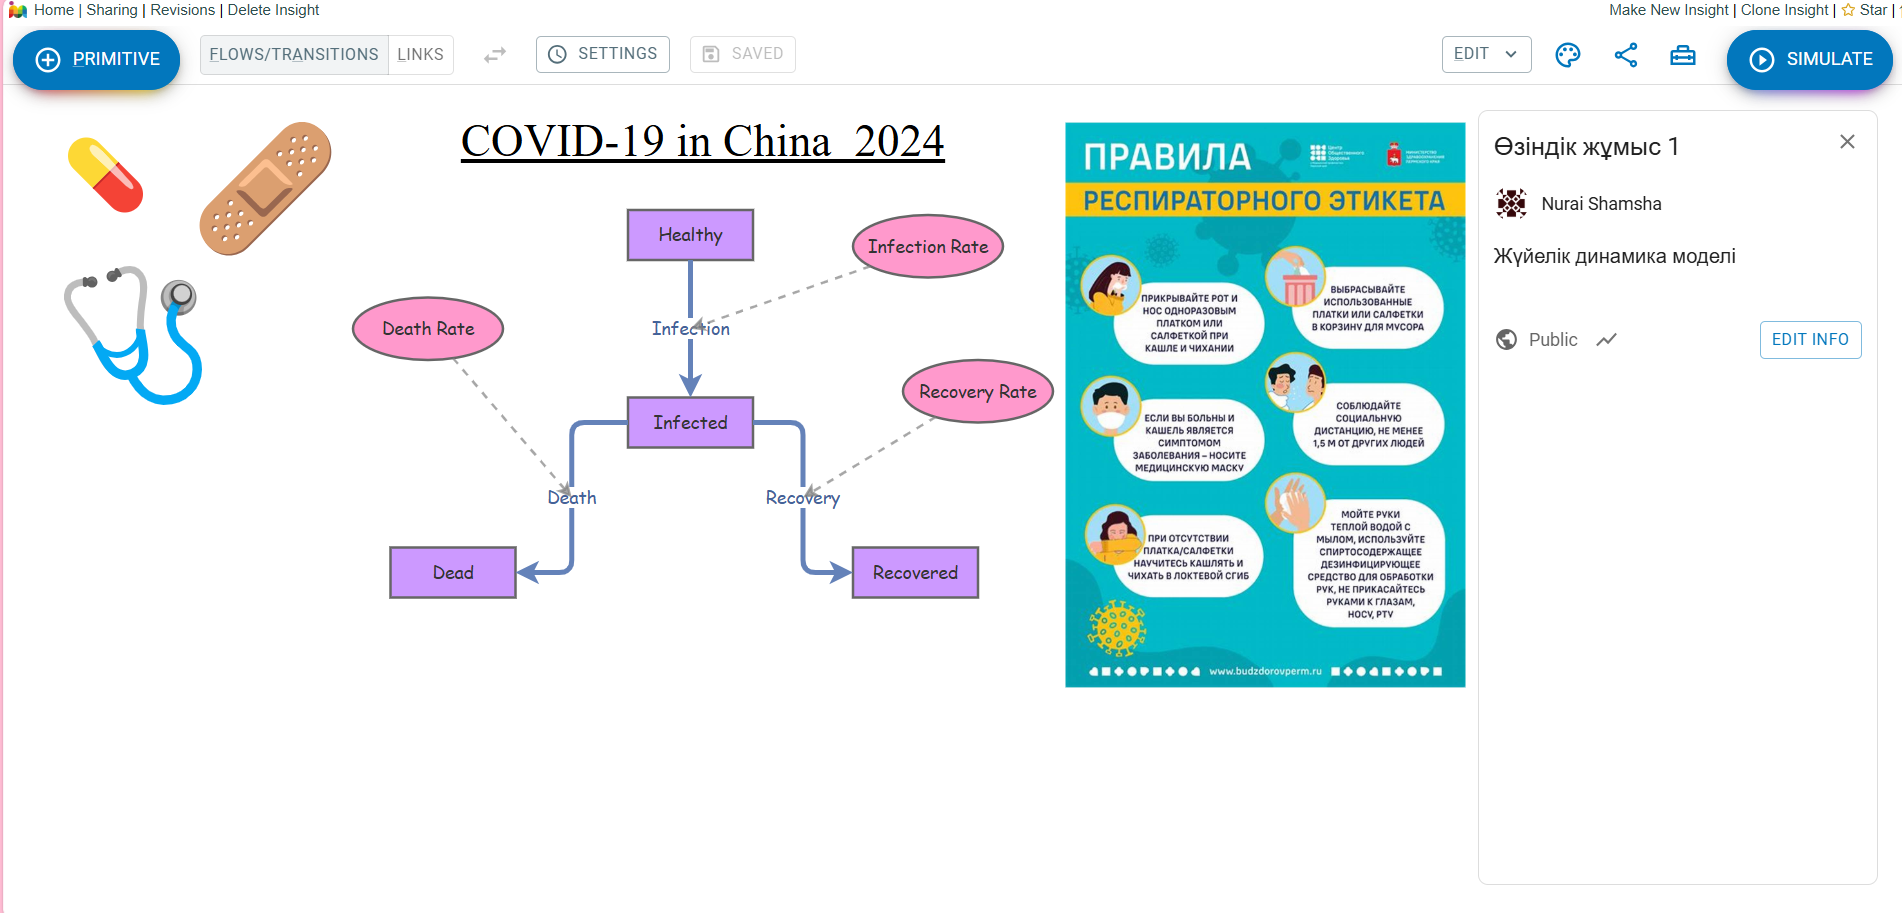 Home | Sharing | Revisions | Delete Insight
Make New Insight | Clone Insight | Star |
PRIMITIVE
FLOWS/TRANSITIONS
LINKS
SETTINGS
SAVED
EDIT
SIMULATE
COVID-19 in China 2024
Healthy
Infection Rate
Infection
Death Rate
Recovery Rate
Infected
Death
Recovery
Dead
Recovered
ПРАВИЛА
Центр
Общественного
Здоровья
РЕСПИРАТОРНОГО ЭТИКЕТА
ПРИКРЫВАЙТЕ РОТ И
НОС ОДНОРАЗОВЫМ
ПЛАТКОМ ИЛИ
САЛФЕТКОЙ ПРИ
КАШЛЕ И ЧИХАНИИ
ВЫБРАСЫВАЙТЕ
ИСПОЛЬЗОВАННЫЕ
ПЛАТКИ ИЛИ САЛФЕТКИ
В КОРЗИНУ ДЛЯ МУСОРА
ЕСЛИ ВЫ БОЛЬНЫ И
КАШЕЛЬ ЯВЛЯЕТСЯ
СИМПТОМОМ
ЗАБОЛЕВАНИЯ – НОСИТЕ
МЕДИЦИНСКУЮ МАСКУ
СОБЛЮДАЙТЕ
СОЦИАЛЬНУЮ
ДИСТАНЦИЮ, НЕ МЕНЕЕ
1,5 М ОТ ДРУГИХ ЛЮДЕЙ
ПРИ ОТСУТСТВИИ
ПЛАТКА/САЛФЕТКИ
НАУЧИТЕСЬ КАШЛЯТЬ И
ЧИХАТЬ В ЛОКТЕВОЙ СГИБ
МОЙТЕ РУКИ
ТЕПЛОЙ ВОДОЙ С
МЫЛОМ, ИСПОЛЬЗУЙТЕ
СПИРТОСОДЕРЖАЩЕЕ
ДЕЗИНФИЦИРУЮЩЕЕ
СРЕДСТВО ДЛЯ ОБРАБОТКИ
РУК, НЕ ПРИКАСАЙТЕСЬ
РУКАМИ К ГЛАЗАМ,
НОСУ, РТУ
www.budzdorovperm.ru
Өзіндік жұмыс 1
Nurai Shamsha
Жүйелік динамика моделі
Public
EDIT INFO